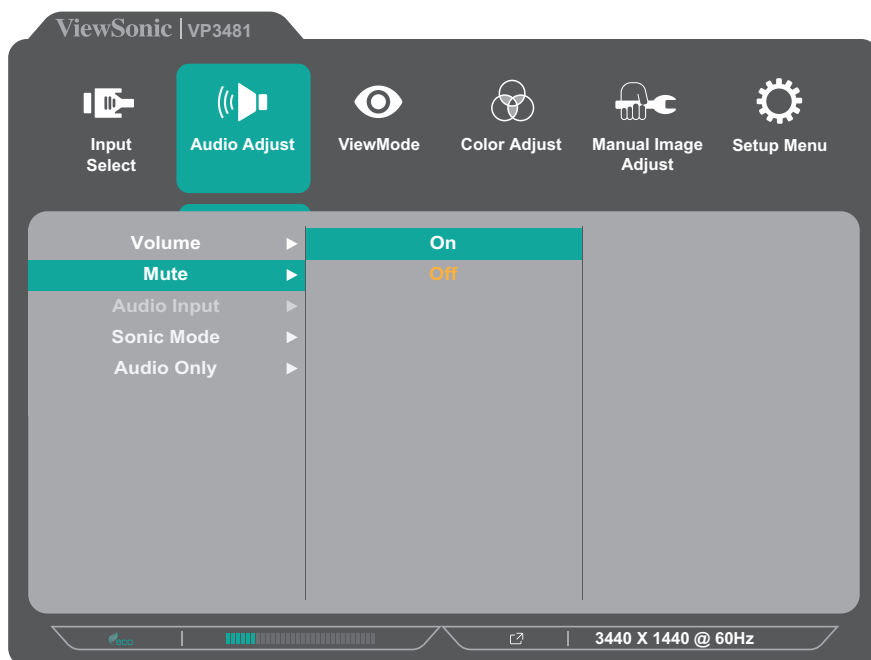 ViewSonic | VP3481
Input Select
Audio Adjust
ViewMode
Color Adjust
Manual Image Adjust
Setup Menu
Volume ▶ On
Mute ▶ Off
Audio Input ▶
Sonic Mode ▶
Audio Only ▶
eco
3440 X 1440 @ 60Hz